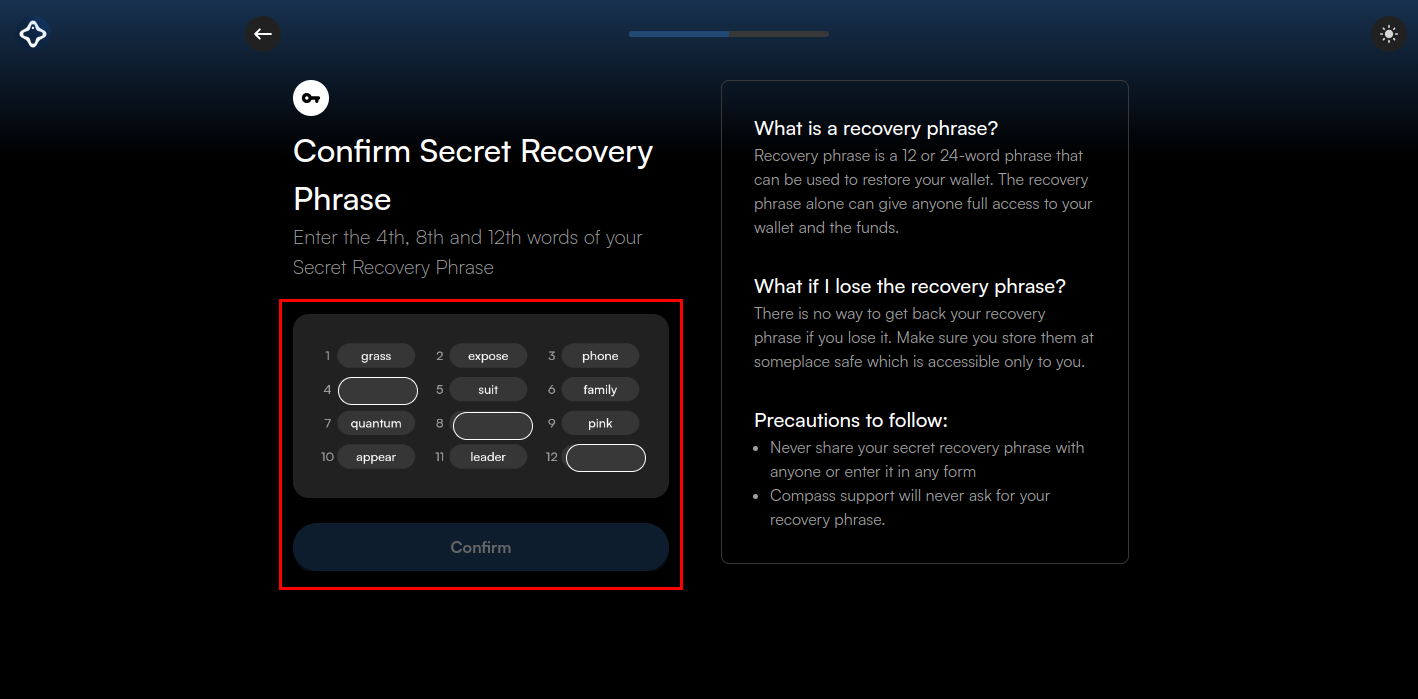 Confirm Secret Recovery
Phrase
Enter the 4th, 8th and 12th words of your
Secret Recovery Phrase
1 grass 2 expose 3 phone
4 5 suit 6 family
7 quantum 8 9 pink
10 appear 11 leader 12
Confirm
What is a recovery phrase?
Recovery phrase is a 12 or 24-word phrase that
can be used to restore your wallet. The recovery
phrase alone can give anyone full access to your
wallet and the funds.
What if I lose the recovery phrase?
There is no way to get back your recovery
phrase if you lose it. Make sure you store them at
someplace safe which is accessible only to you.
Precautions to follow:
• Never share your secret recovery phrase with
anyone or enter it in any form
• Compass support will never ask for your
recovery phrase.